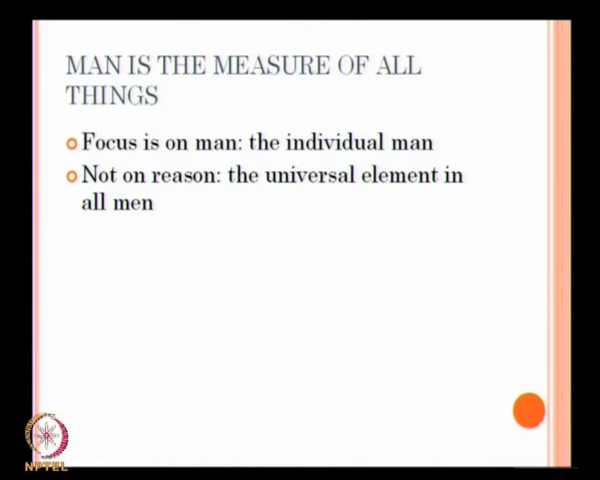 MAN IS THE MEASURE OF ALL
THINGS
Focus is on man: the individual man
Not on reason: the universal element in
all men
NPTEL